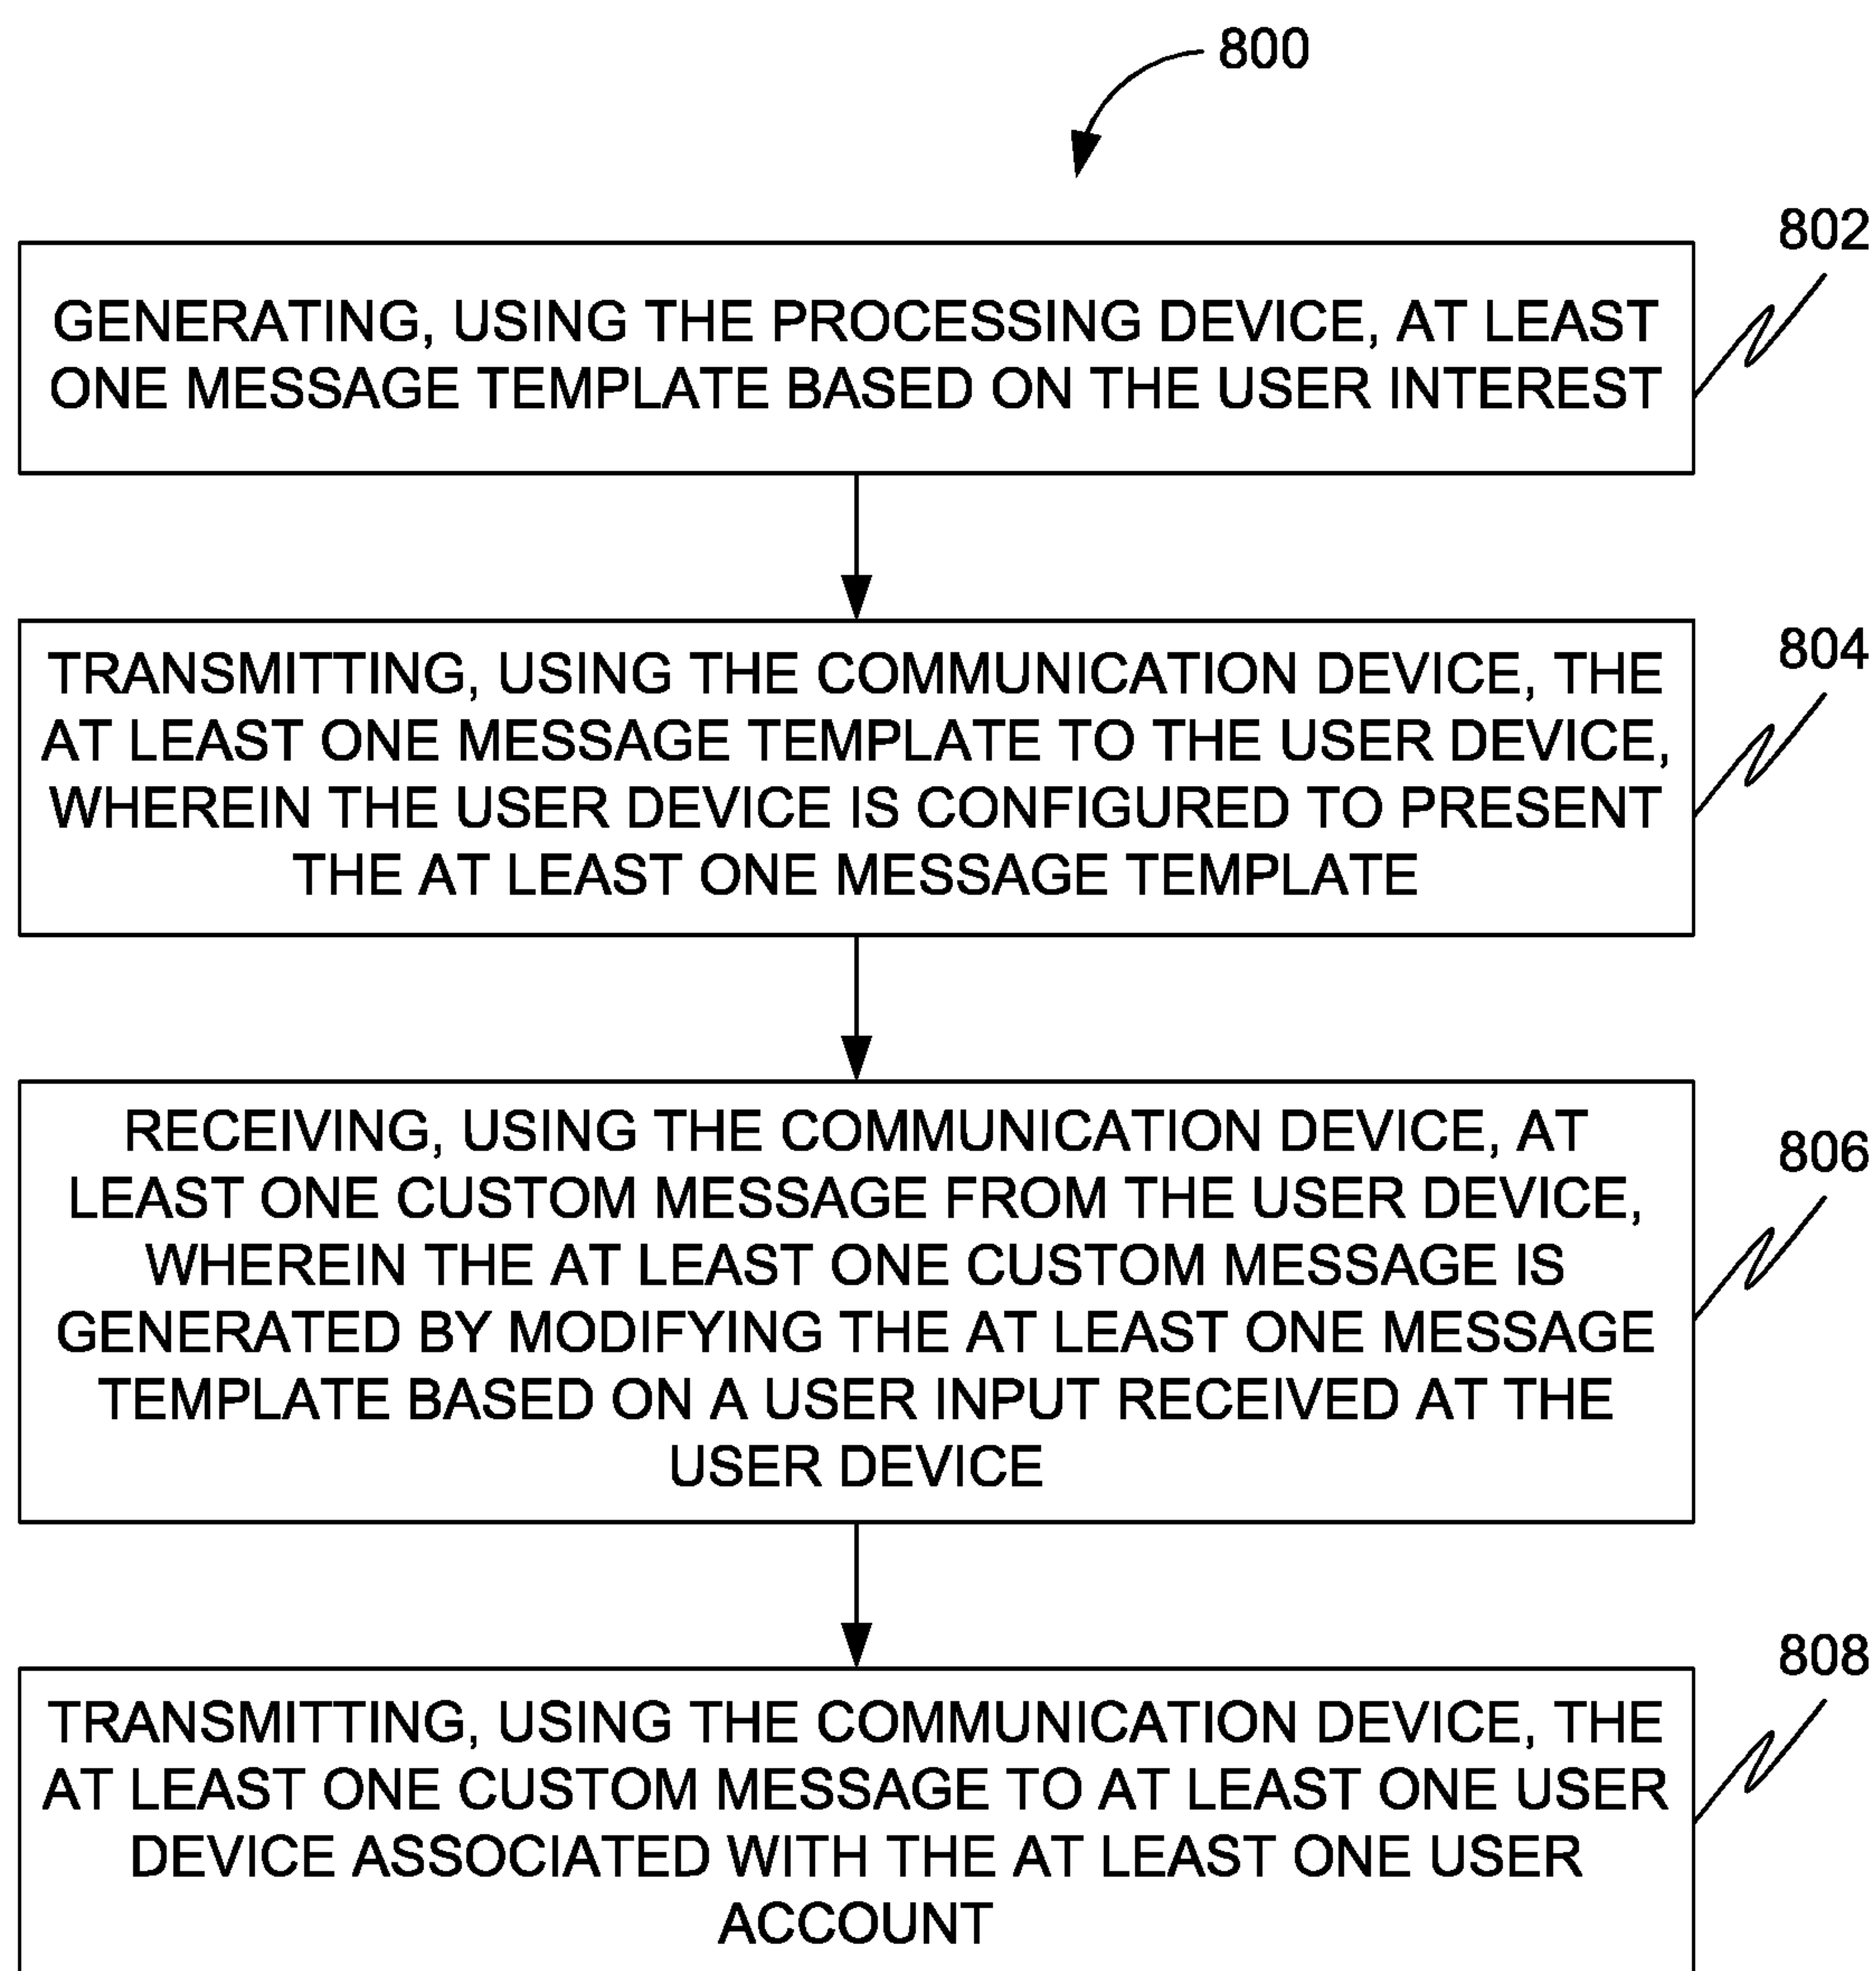 800
802
GENERATING, USING THE PROCESSING DEVICE, AT LEAST
ONE MESSAGE TEMPLATE BASED ON THE USER INTEREST
804
TRANSMITTING, USING THE COMMUNICATION DEVICE, THE
AT LEAST ONE MESSAGE TEMPLATE TO THE USER DEVICE,
WHEREIN THE USER DEVICE IS CONFIGURED TO PRESENT
THE AT LEAST ONE MESSAGE TEMPLATE
806
RECEIVING, USING THE COMMUNICATION DEVICE, AT
LEAST ONE CUSTOM MESSAGE FROM THE USER DEVICE,
WHEREIN THE AT LEAST ONE CUSTOM MESSAGE IS
GENERATED BY MODIFYING THE AT LEAST ONE MESSAGE
TEMPLATE BASED ON A USER INPUT RECEIVED AT THE
USER DEVICE
808
TRANSMITTING, USING THE COMMUNICATION DEVICE, THE
AT LEAST ONE CUSTOM MESSAGE TO AT LEAST ONE USER
DEVICE ASSOCIATED WITH THE AT LEAST ONE USER
ACCOUNT